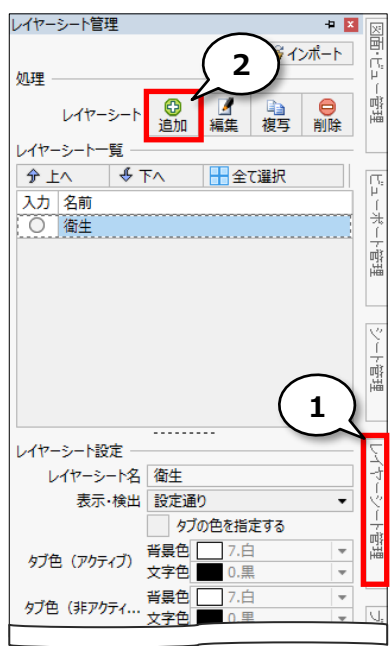 レイヤーシート管理
2
インポート
処理
レイヤーシート
追加
編集
複写
削除
レイヤーシート一覧
上へ
下へ
全て選択
入力 名前
衛生
1
レイヤーシート設定
レイヤーシート名 衛生
表示・検出 設定通り
タブの色を指定する
タブ色（アクティブ）
背景色 7.白
文字色 0.黒
タブ色（非アクティ...
背景色 7.白
文字色 0.黒
図面・ビュー管理
ビューポート管理
シート管理
レイヤーシート管理